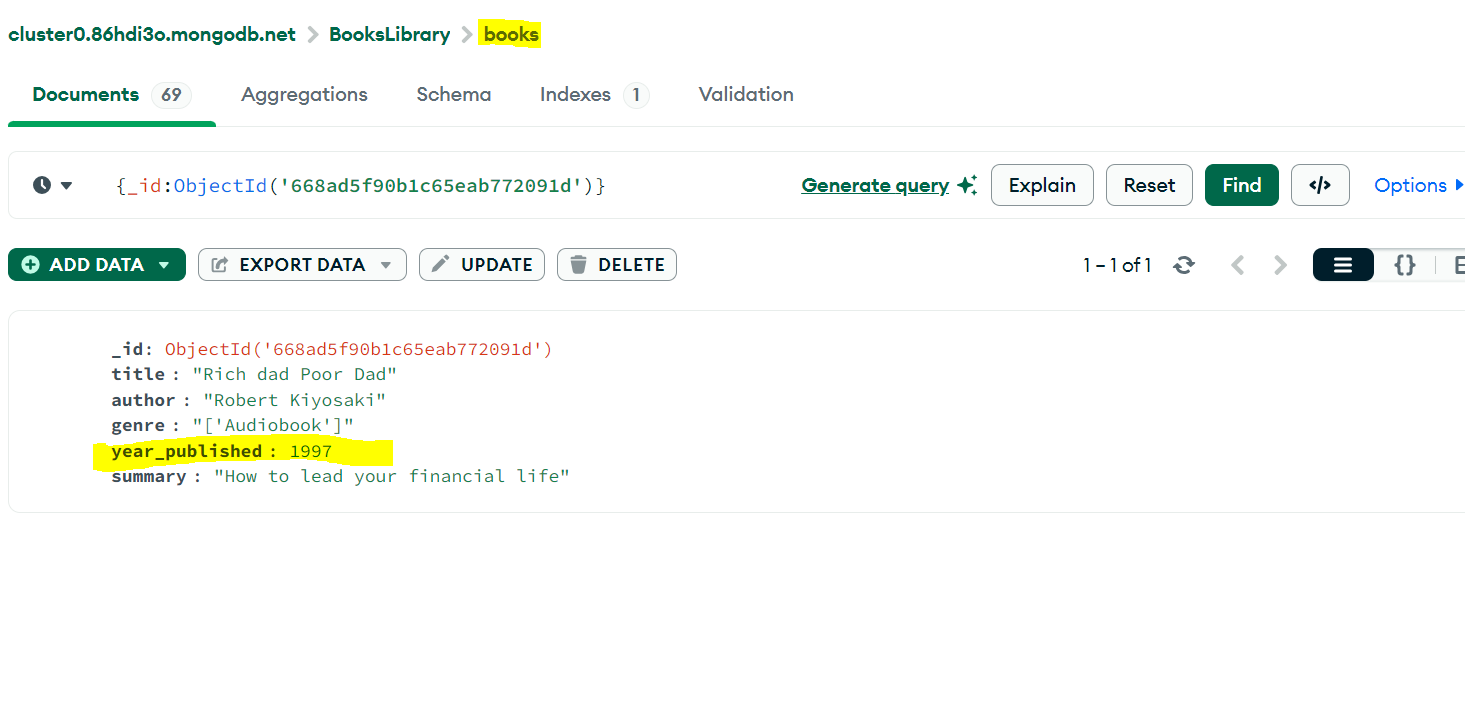 cluster0.86hdi3o.mongodb.net > BooksLibrary > books
Documents 69 Aggregations Schema Indexes 1 Validation
{_id:ObjectId('668ad5f90b1c65eab772091d')} Generate query Explain Reset Find </> Options
ADD DATA EXPORT DATA UPDATE DELETE 1 – 1 of 1 {}
_id: ObjectId('668ad5f90b1c65eab772091d')
title : "Rich dad Poor Dad"
author : "Robert Kiyosaki"
genre : "['Audiobook']"
year_published : 1997
summary : "How to lead your financial life"